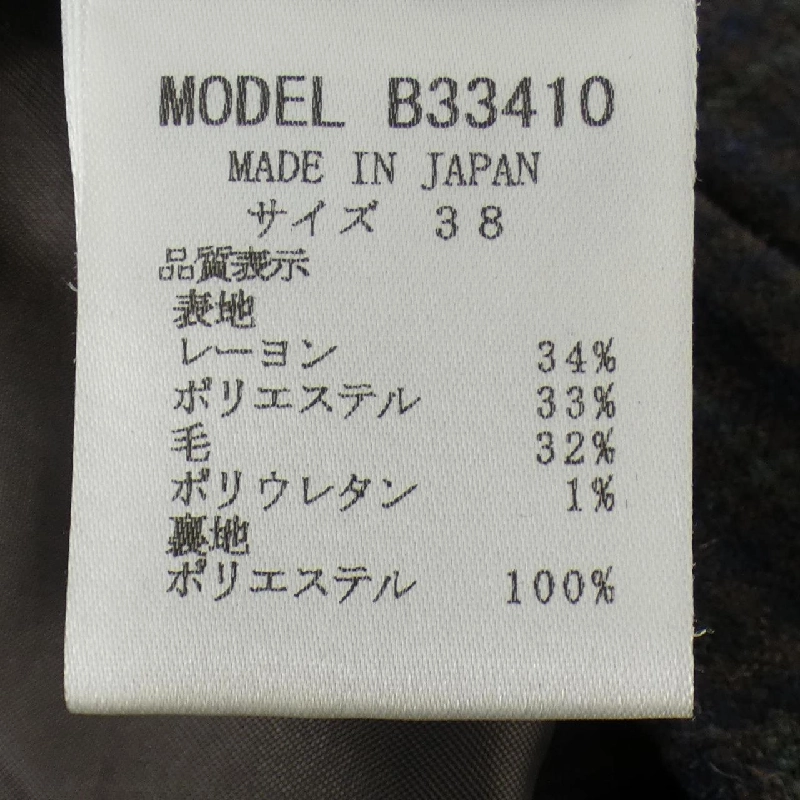 MODEL B33410
MADE IN JAPAN
サイズ 38
品質表示
表地
レーヨン 34%
ポリエステル 33%
毛 32%
ポリウレタン 1%
裏地
ポリエステル 100%